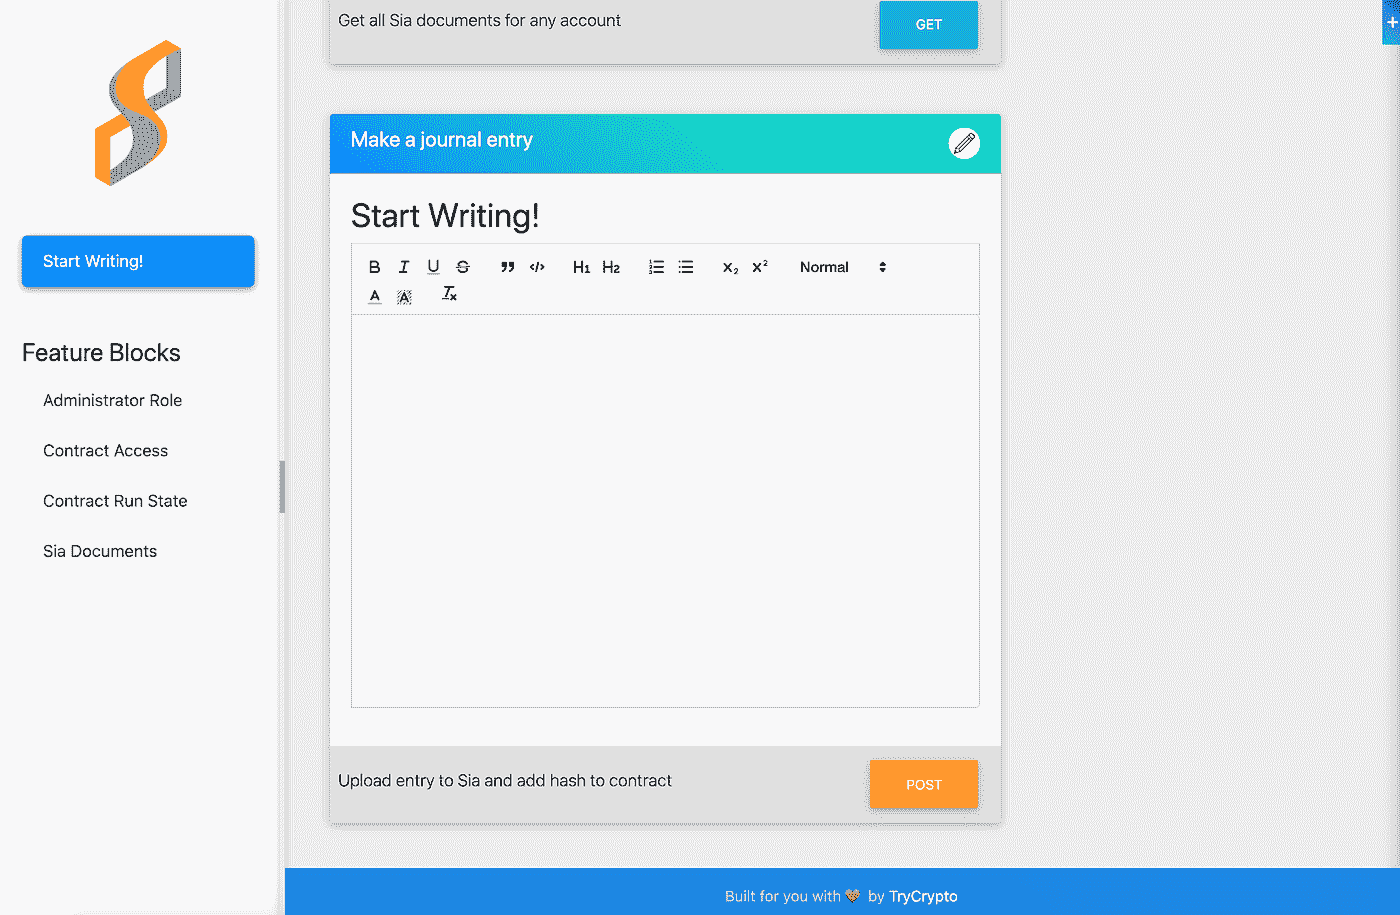 Start Writing!
Feature Blocks
Administrator Role
Contract Access
Contract Run State
Sia Documents
Get all Sia documents for any account
GET
+
Make a journal entry
Start Writing!
B I U S ” </> H1 H2 X2 X2 Normal
A A Tx
Upload entry to Sia and add hash to contract
POST
Built for you with 🧡 by TryCrypto